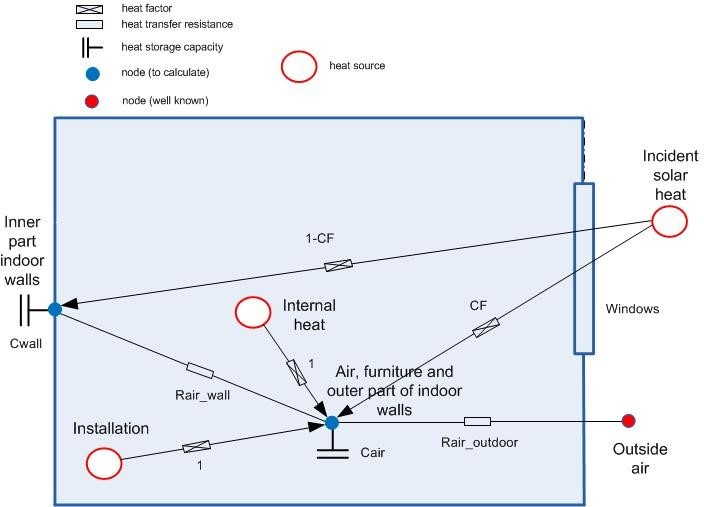 heat factor
heat transfer resistance
heat storage capacity
node (to calculate)
heat source
node (well known)
Incident
solar
heat
Inner
part
indoor
walls
1-CF
Internal
heat
CF
Windows
Cwall
1
Air, furniture and
outer part of indoor
walls
Rair_wall
Installation
Rair_outdoor
Cair
1
Outside
air